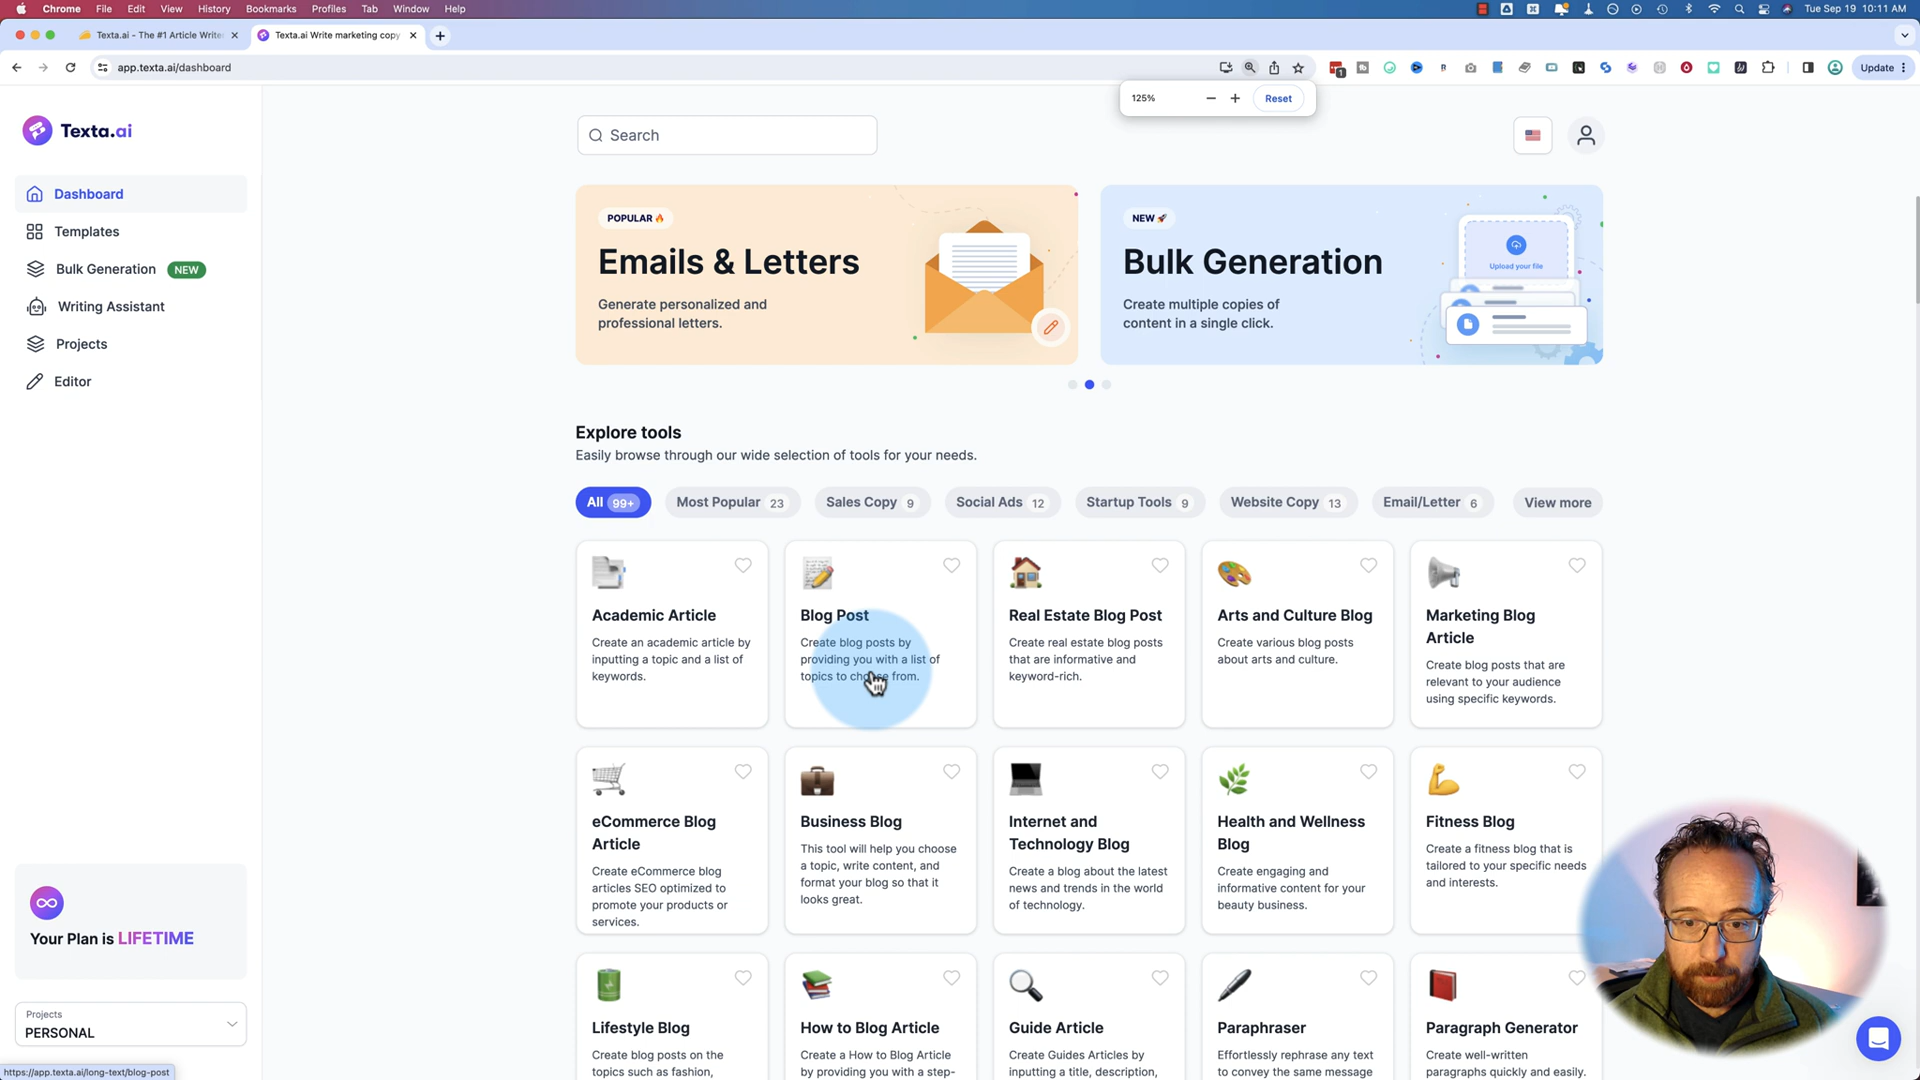 Chrome File Edit View History Bookmarks Profiles Tab Window Help
Tue Sep 19 10:11 AM
Texta.ai - The #1 Article Write
Texta.ai Write marketing copy
app.texta.ai/dashboard
Update
125%
Reset
Texta.ai
Search
Dashboard
Templates
Bulk Generation NEW
Writing Assistant
Projects
Editor
POPULAR
Emails & Letters
Generate personalized and
professional letters.
NEW
Bulk Generation
Create multiple copies of
content in a single click.
Upload your file
Explore tools
Easily browse through our wide selection of tools for your needs.
All 99+ Most Popular 23 Sales Copy 9 Social Ads 12 Startup Tools 9 Website Copy 13 Email/Letter 6 View more
Academic Article
Create an academic article by
inputting a topic and a list of
keywords.
Blog Post
Create blog posts by
providing you with a list of
topics to choose from.
Real Estate Blog Post
Create real estate blog posts
that are informative and
keyword-rich.
Arts and Culture Blog
Create various blog posts
about arts and culture.
Marketing Blog
Article
Create blog posts that are
relevant to your audience
using specific keywords.
eCommerce Blog
Article
Create eCommerce blog
articles SEO optimized to
promote your products or
services.
Business Blog
This tool will help you choose
a topic, write content, and
format your blog so that it
looks great.
Internet and
Technology Blog
Create a blog about the latest
news and trends in the world
of technology.
Health and Wellness
Blog
Create engaging and
informative content for your
beauty business.
Fitness Blog
Create a fitness blog that is
tailored to your specific needs
and interests.
Lifestyle Blog
Create blog posts on the
topics such as fashion,
How to Blog Article
Create a How to Blog Article
by providing you with a step-
Guide Article
Create Guides Articles by
inputting a title, description,
Paraphraser
Effortlessly rephrase any text
to convey the same message
Paragraph Generator
Create well-written
paragraphs quickly and easily.
Your Plan is LIFETIME
Projects
PERSONAL
https://app.texta.ai/long-text/blog-post